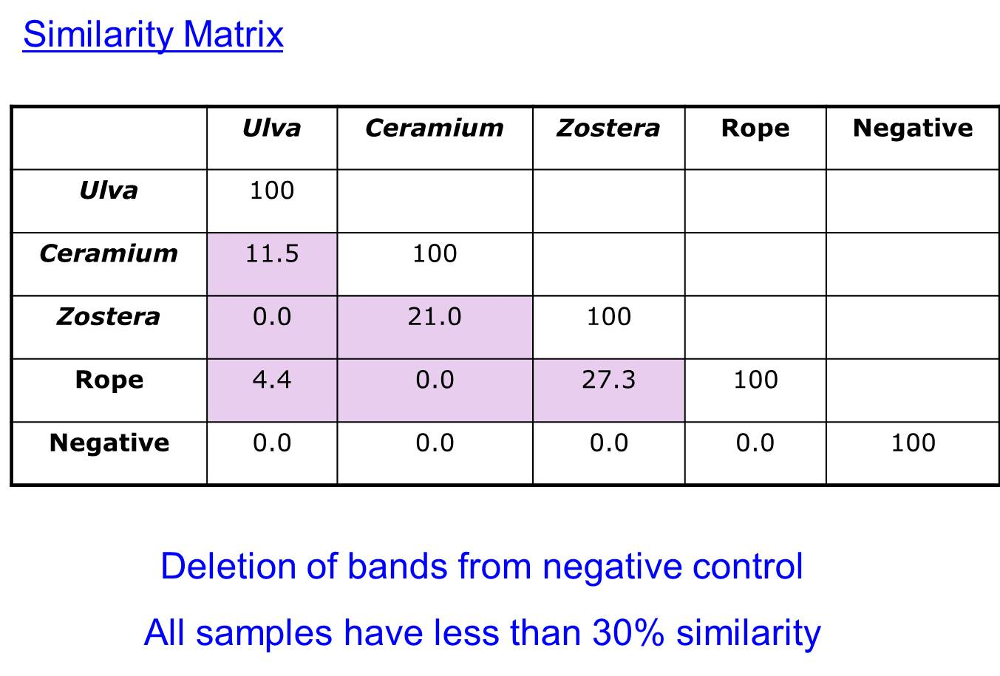 Similarity Matrix
Ulva Ceramium Zostera Rope Negative
Ulva 100
Ceramium 11.5 100
Zostera 0.0 21.0 100
Rope 4.4 0.0 27.3 100
Negative 0.0 0.0 0.0 0.0 100
Deletion of bands from negative control
All samples have less than 30% similarity